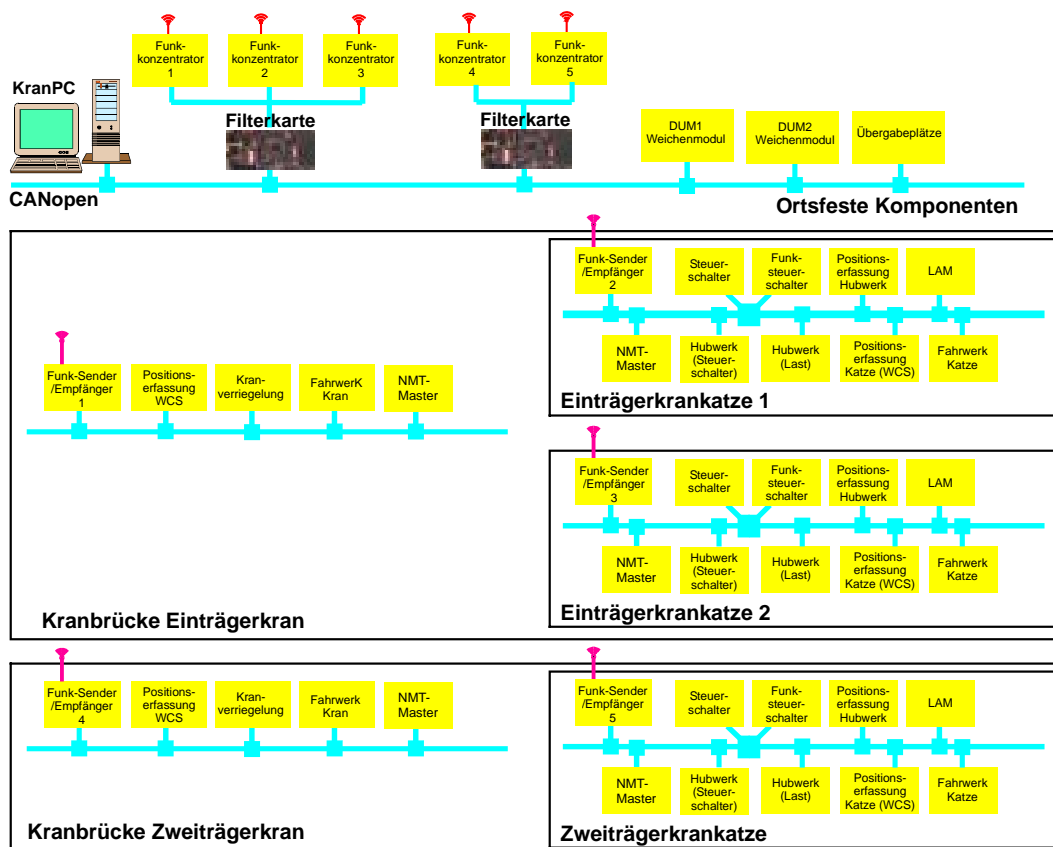 Funk-
konzentrator
1
Funk-
konzentrator
2
Funk-
konzentrator
3
Funk-
konzentrator
4
Funk-
konzentrator
5
KranPC
Filterkarte
Filterkarte
DUM1
Weichenmodul
DUM2
Weichenmodul
Übergabeplätze
CANopen
Ortsfeste Komponenten
Funk-Sender
/Empfänger
2
Steuer-
schalter
Funk-
steuer-
schalter
Positions-
erfassung
Hubwerk
LAM
NMT-
Master
Hubwerk
(Steuer-
schalter)
Hubwerk
(Last)
Positions-
erfassung
Katze (WCS)
Fahrwerk
Katze
Einträgerkrankatze 1
Funk-Sender
/Empfänger
1
Positions-
erfassung
WCS
Kran-
verriegelung
FahrwerK
Kran
NMT-
Master
Funk-Sender
/Empfänger
3
Steuer-
schalter
Funk-
steuer-
schalter
Positions-
erfassung
Hubwerk
LAM
NMT-
Master
Hubwerk
(Steuer-
schalter)
Hubwerk
(Last)
Positions-
erfassung
Katze (WCS)
Fahrwerk
Katze
Kranbrücke Einträgerkran
Einträgerkrankatze 2
Funk-Sender
/Empfänger
4
Positions-
erfassung
WCS
Kran-
verriegelung
Fahrwerk
Kran
NMT-
Master
Funk-Sender
/Empfänger
5
Steuer-
schalter
Funk-
steuer-
schalter
Positions-
erfassung
Hubwerk
LAM
NMT-
Master
Hubwerk
(Steuer-
schalter)
Hubwerk
(Last)
Positions-
erfassung
Katze (WCS)
Fahrwerk
Katze
Kranbrücke Zweiträgerkran
Zweiträgerkrankatze